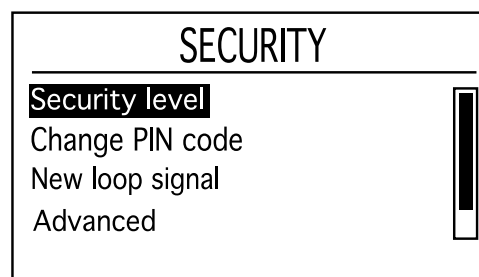 SECURITY
Security level
Change PIN code
New loop signal
Advanced